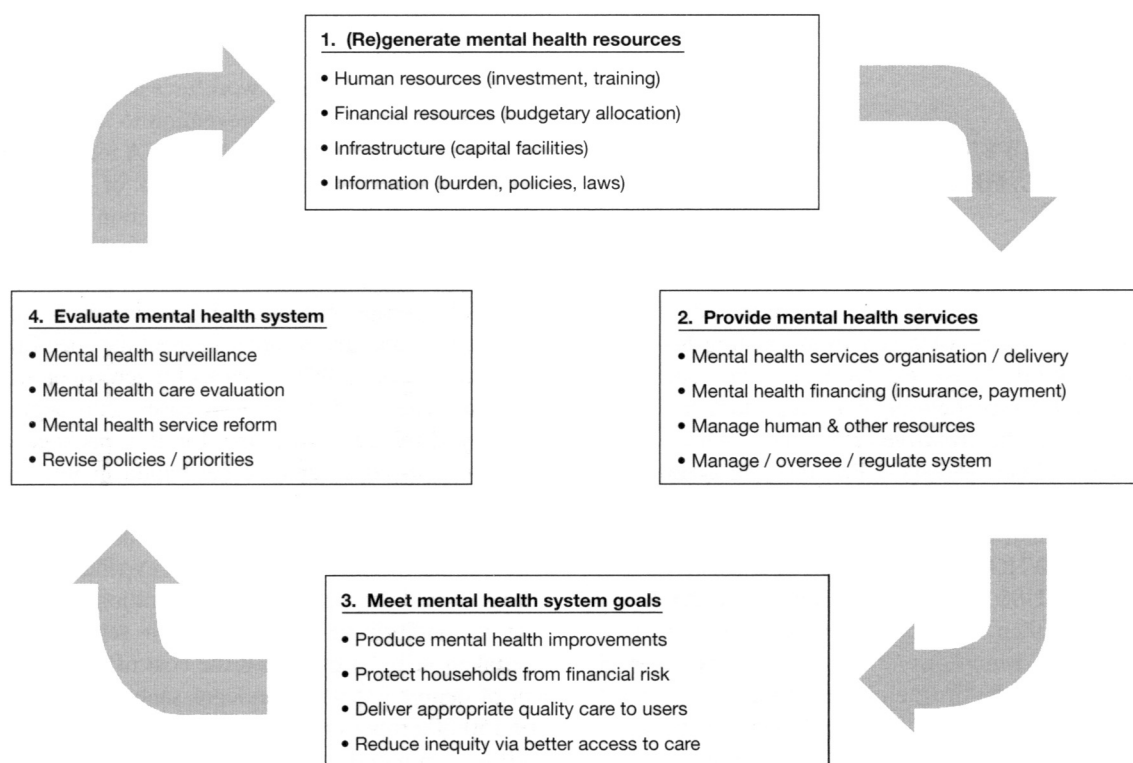 1. (Re)generate mental health resources
• Human resources (investment, training)
• Financial resources (budgetary allocation)
• Infrastructure (capital facilities)
• Information (burden, policies, laws)
2. Provide mental health services
• Mental health services organisation / delivery
• Mental health financing (insurance, payment)
• Manage human & other resources
• Manage / oversee / regulate system
3. Meet mental health system goals
• Produce mental health improvements
• Protect households from financial risk
• Deliver appropriate quality care to users
• Reduce inequity via better access to care
4. Evaluate mental health system
• Mental health surveillance
• Mental health care evaluation
• Mental health service reform
• Revise policies / priorities